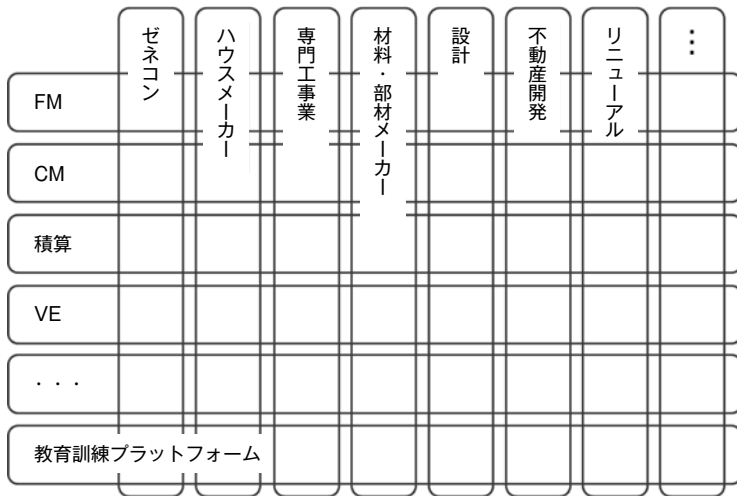 ゼネコン
ハウスメーカー
専門工事業
材料・部材メーカー
設計
不動産開発
リニューアル
…
FM
CM
積算
VE
・・・
教育訓練プラットフォーム